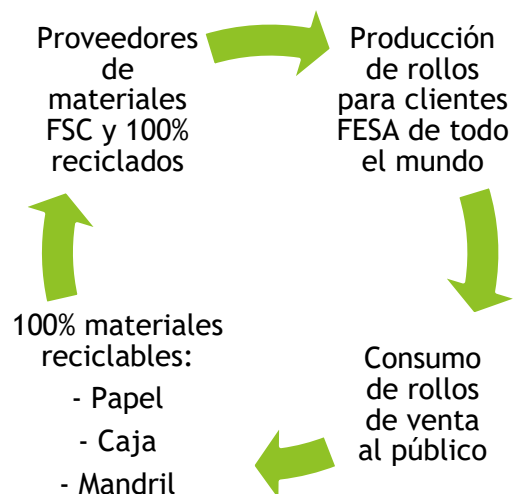 Proveedores
de
materiales
FSC y 100%
reciclados
Producción
de rollos
para clientes
FESA de todo
el mundo
Consumo
de rollos
de venta
al público
100% materiales
reciclables:
- Papel
- Caja
- Mandril